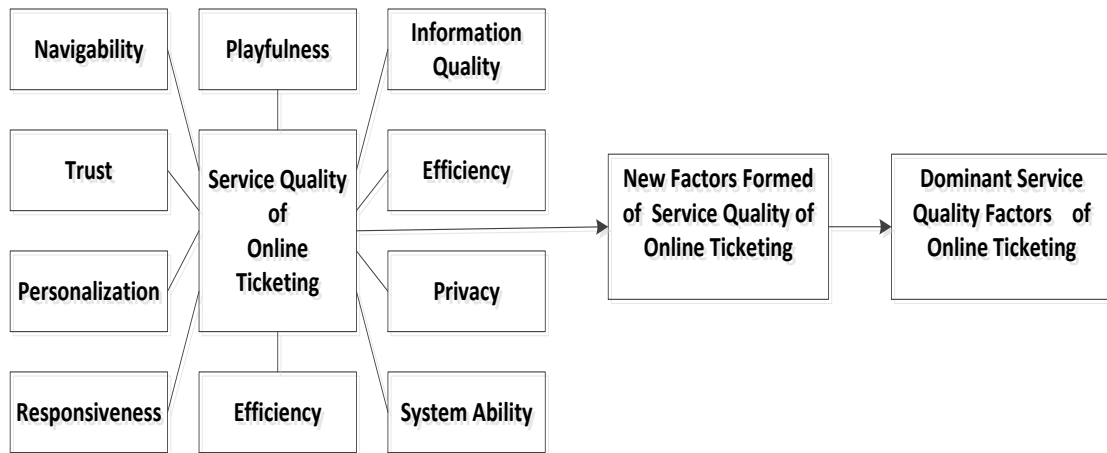 Navigability
Playfulness
Information
Quality
Trust
Service Quality
of
Online
Ticketing
Efficiency
Personalization
Privacy
Responsiveness
Efficiency
System Ability
New Factors Formed
of Service Quality of
Online Ticketing
Dominant Service
Quality Factors of
Online Ticketing